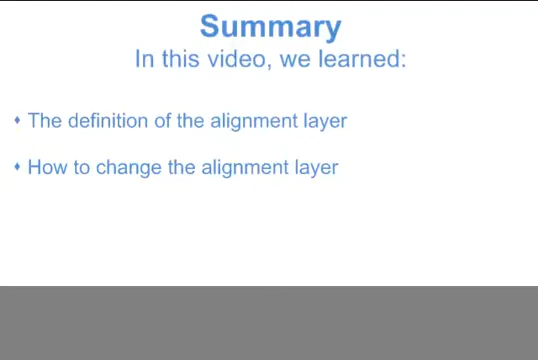 Summary
In this video, we learned:
The definition of the alignment layer
How to change the alignment layer